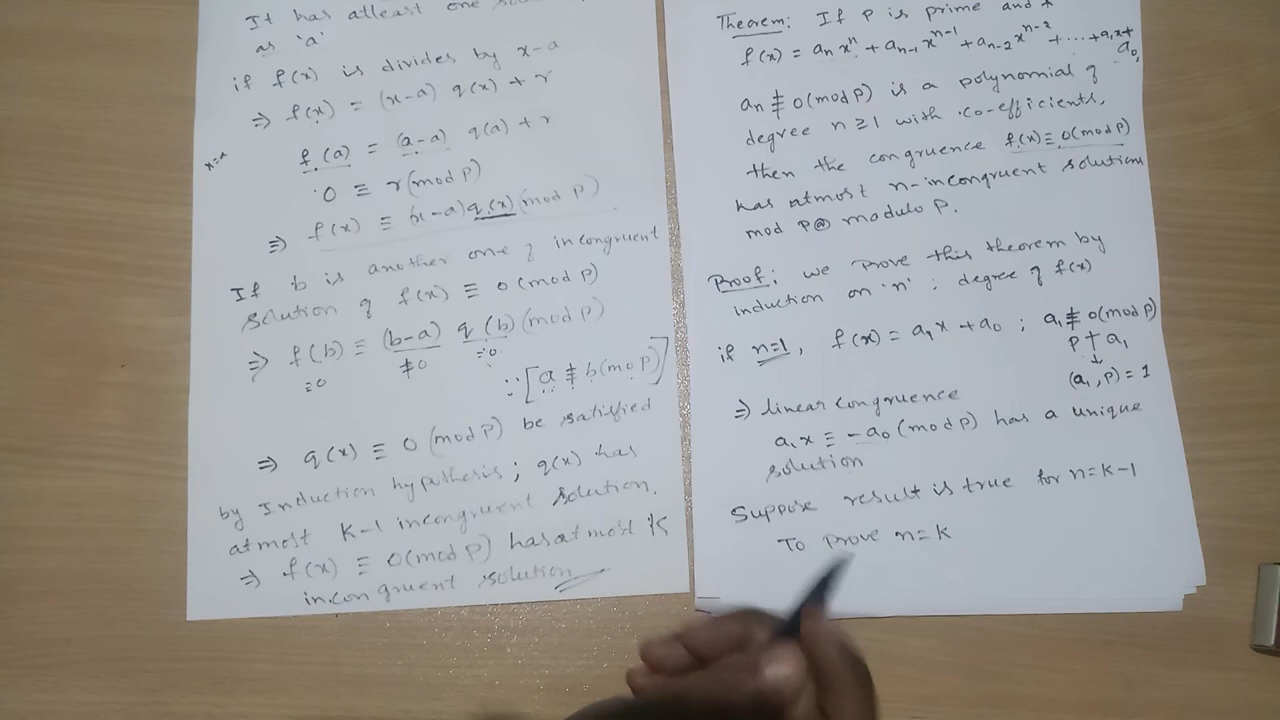 It has atleast one
as 'a'
if f(x) is divides by x-a
⇒ f(x) = (x-a) q(x) + r
x=a
f(a) = (a-a) q(a) + r
0 ≡ r(mod p)
⇒ f(x) ≡ (x-a) q(x) (mod p)
If b is another one of incongruent
solution of f(x) ≡ 0 (mod p)
⇒ f(b) ≡ (b-a) q(b) (mod p)
≡0 ≢0 ≡0
∵ [a ≢ b(mod p)]
⇒ q(x) ≡ 0 (mod p) be satisfied
by Induction hypothesis; q(x) has
atmost K-1 incongruent solution.
⇒ f(x) ≡ 0(mod p) has atmost K
incongruent solution
Theorem: If P is prime and
f(x) = aₙxⁿ + aₙ₋₁xⁿ⁻¹ + aₙ₋₂xⁿ⁻² + ... + a₁x +
a₀,
aₙ ≢ 0(mod p) is a polynomial of
degree n ≥ 1 with co-efficients,
then the congruence f(x) ≡ 0(mod p)
has atmost n-incongruent solutions
mod p modulo P.
Proof: we prove this theorem by
induction on 'n' : degree of f(x)
if n=1, f(x) = a₁x + a₀ ; a₁ ≢ 0(mod p)
p ∤ a₁
↓
(a₁, p) = 1
⇒ linear congruence
a₁x ≡ -a₀ (mod p) has a unique
solution
Suppose result is true for n=k-1
To prove n=k